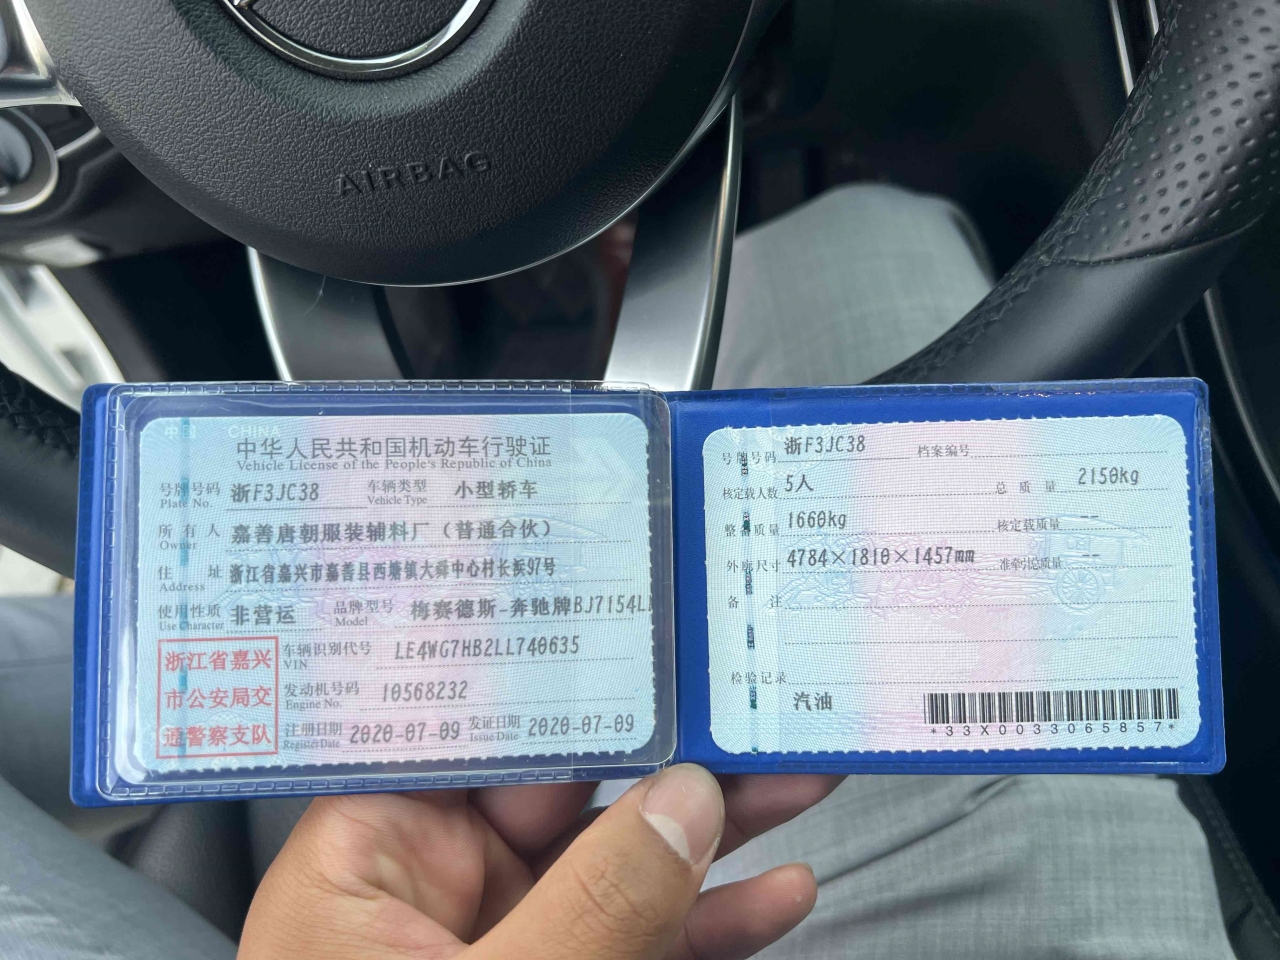 AIRBAG
中国 CHINA
中华人民共和国机动车行驶证
Vehicle License of the People's Republic of China
号牌号码 浙F3JC38 车辆类型 小型轿车
Plate No. Vehicle Type
所有人 嘉善唐朝服装辅料厂（普通合伙）
Owner
住址 浙江省嘉兴市嘉善县西塘镇大舜中心村长浜97号
Address
使用性质 非营运 品牌型号 梅赛德斯-奔驰牌BJ7154L
Use Character Model
浙江省嘉兴
市公安局交
通警察支队
车辆识别代号 LE4WG7HB2LL740635
VIN
发动机号码 10568232
Engine No.
注册日期 2020-07-09 发证日期 2020-07-09
Register Date Issue Date
号牌号码 浙F3JC38 档案编号
核定载人数 5人 总质量 2150kg
整备质量 1660kg 核定载质量 --
外廓尺寸 4784×1810×1457mm 准牵引总质量 --
备注
检验记录
汽油
*33X0033065857*